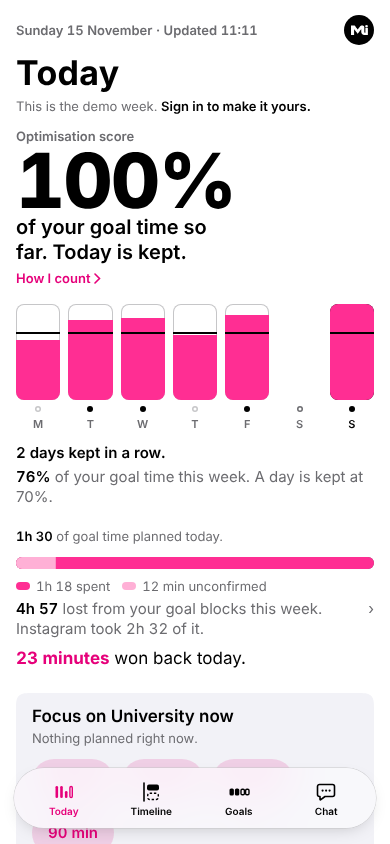 Sunday 15 November · Updated 11:11
Mi
Today
This is the demo week. Sign in to make it yours.
Optimisation score
100%
of your goal time so
far. Today is kept.
How I count
M T W T F S S
2 days kept in a row.
76% of your goal time this week. A day is kept at
70%.
1h 30 of goal time planned today.
1h 18 spent 12 min unconfirmed
4h 57 lost from your goal blocks this week.
Instagram took 2h 32 of it.
23 minutes won back today.
Focus on University now
Nothing planned right now.
Today Timeline Goals Chat
90 min